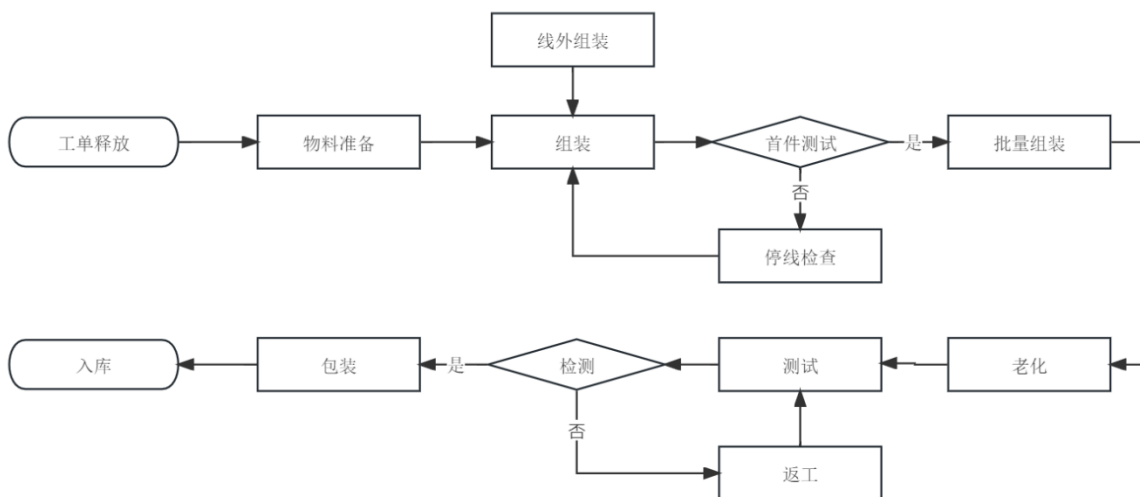 线外组装
工单释放
物料准备
组装
首件测试
是
批量组装
否
停线检查
入库
包装
是
检测
测试
老化
否
返工